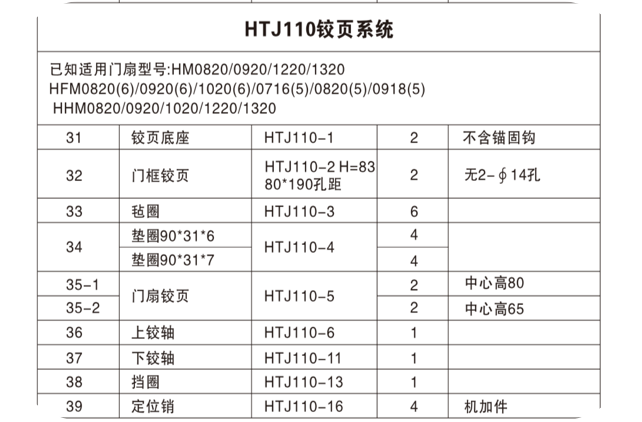 HTJ110铰页系统
已知适用门扇型号:HM0820/0920/1220/1320
HFM0820(6)/0920(6)/1020(6)/0716(5)/0820(5)/0918(5)
HHM0820/0920/1020/1220/1320
31 铰页底座 HTJ110-1 2 不含锚固钩
32 门框铰页 HTJ110-2 H=83 80*190孔距 2 无2-∮14孔
33 毡圈 HTJ110-3 6
34 垫圈90*31*6 HTJ110-4 4
垫圈90*31*7 4
35-1 门扇铰页 HTJ110-5 2 中心高80
35-2 2 中心高65
36 上铰轴 HTJ110-6 1
37 下铰轴 HTJ110-11 1
38 挡圈 HTJ110-13 1
39 定位销 HTJ110-16 4 机加件